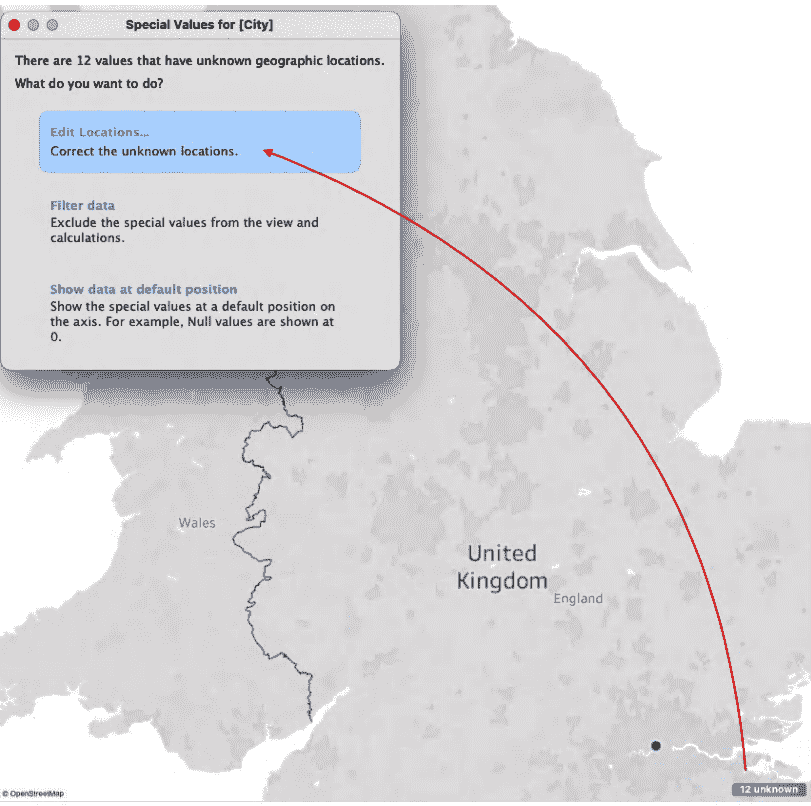 Special Values for [City]
There are 12 values that have unknown geographic locations.
What do you want to do?
Edit Locations...
Correct the unknown locations.
Filter data
Exclude the special values from the view and
calculations.
Show data at default position
Show the special values at a default position on
the axis. For example, Null values are shown at
0.
Wales
United
Kingdom
England
12 unknown
© OpenStreetMap